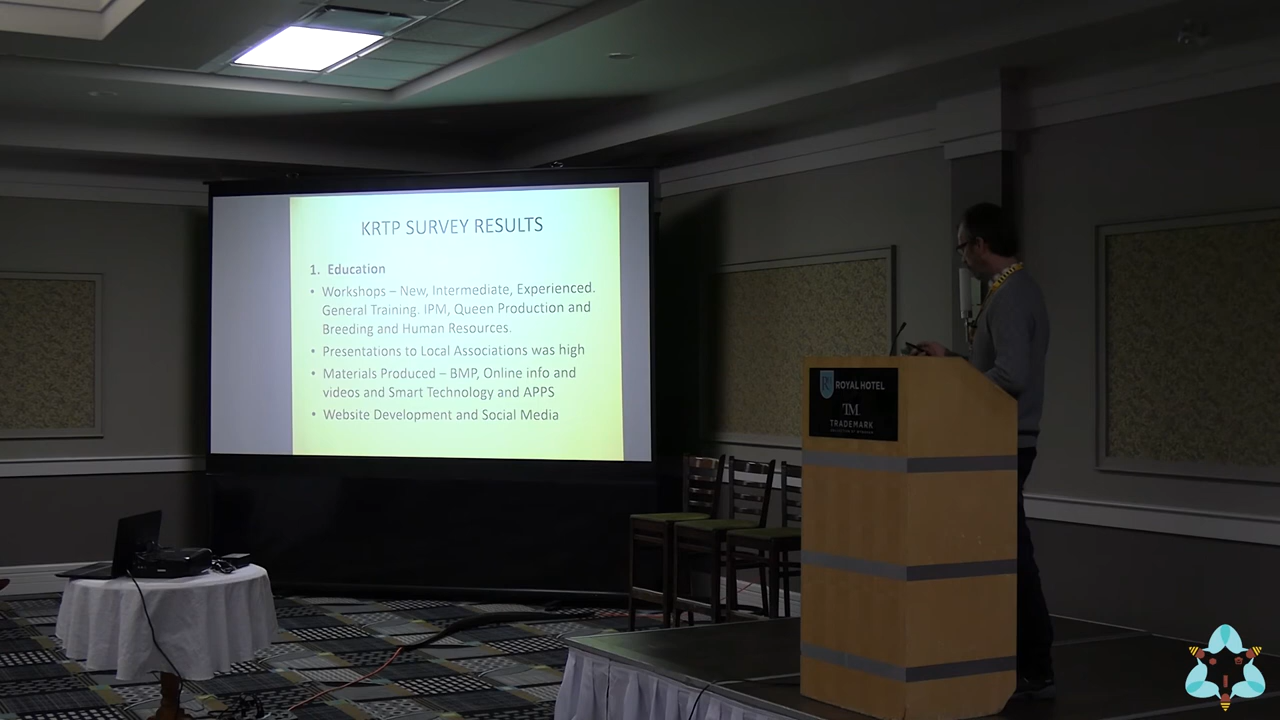 KRTP SURVEY RESULTS
1. Education
• Workshops – New, Intermediate, Experienced.
General Training. IPM, Queen Production and
Breeding and Human Resources.
• Presentations to Local Associations was high
• Materials Produced – BMP, Online info and
videos and Smart Technology and APPS
• Website Development and Social Media
R ROYAL HOTEL
TM
TRADEMARK